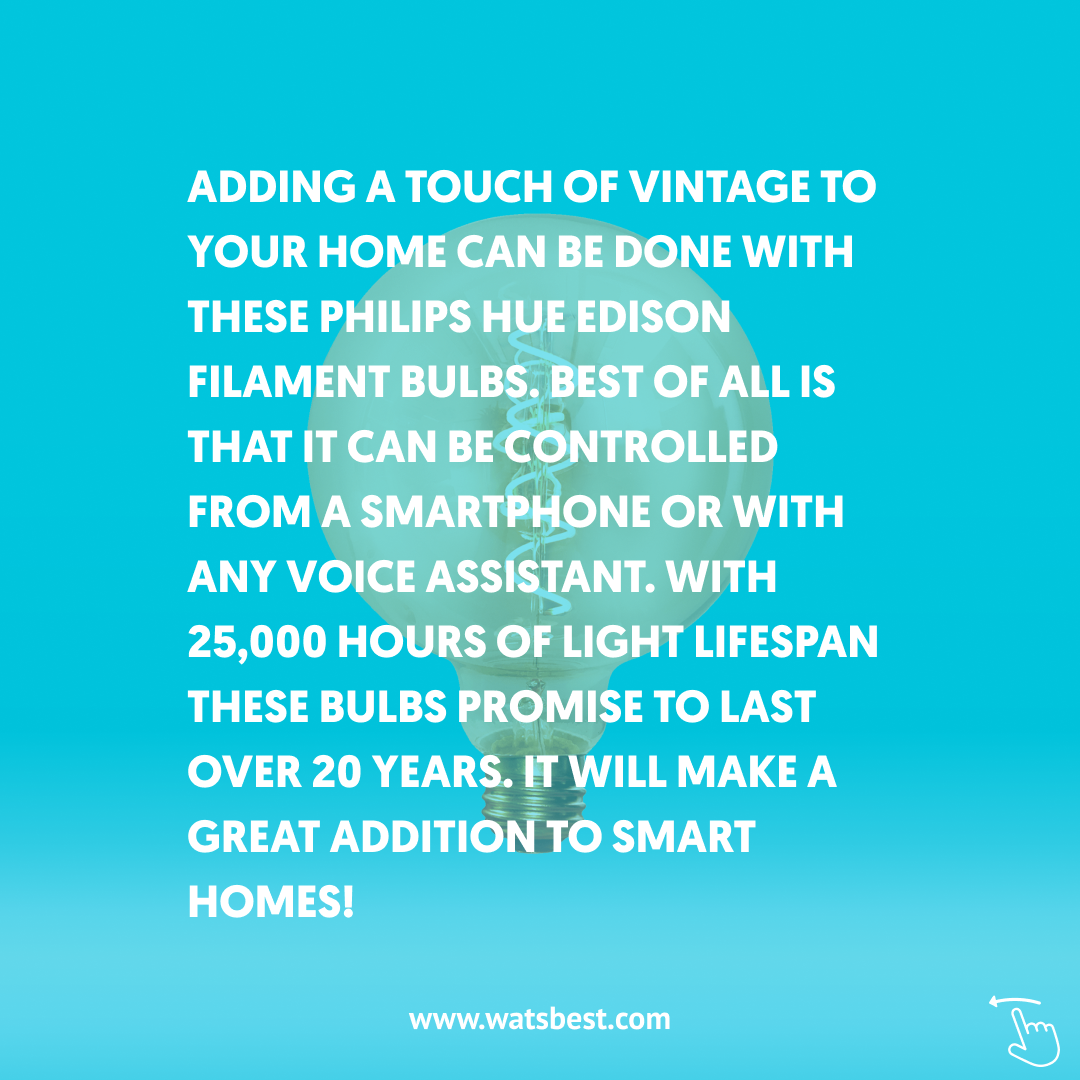 ADDING A TOUCH OF VINTAGE TO
YOUR HOME CAN BE DONE WITH
THESE PHILIPS HUE EDISON
FILAMENT BULBS. BEST OF ALL IS
THAT IT CAN BE CONTROLLED
FROM A SMARTPHONE OR WITH
ANY VOICE ASSISTANT. WITH
25,000 HOURS OF LIGHT LIFESPAN
THESE BULBS PROMISE TO LAST
OVER 20 YEARS. IT WILL MAKE A
GREAT ADDITION TO SMART
HOMES!
www.watsbest.com